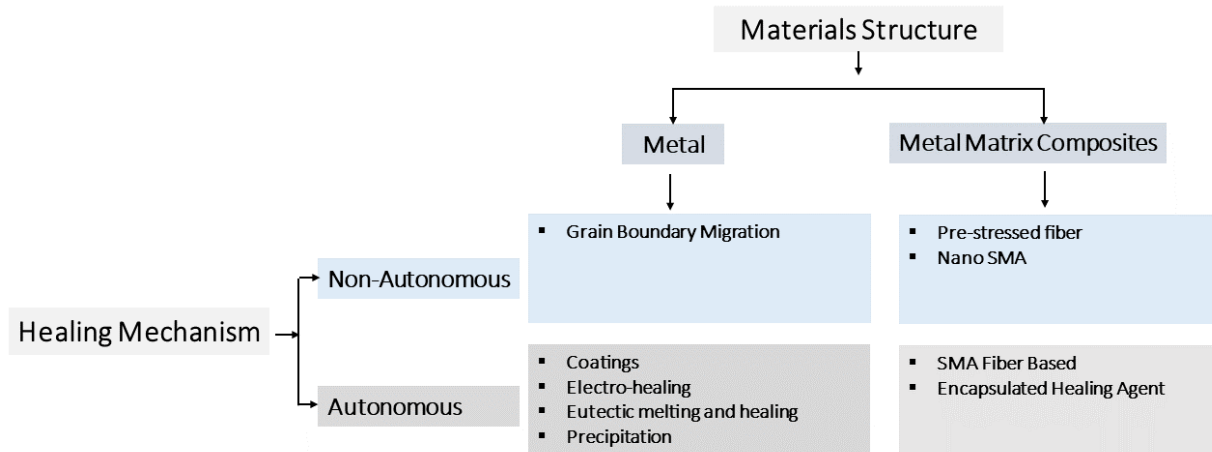 Materials Structure
Metal
Metal Matrix Composites
Healing Mechanism
Non-Autonomous
▪ Grain Boundary Migration
▪ Pre-stressed fiber
▪ Nano SMA
Autonomous
▪ Coatings
▪ Electro-healing
▪ Eutectic melting and healing
▪ Precipitation
▪ SMA Fiber Based
▪ Encapsulated Healing Agent